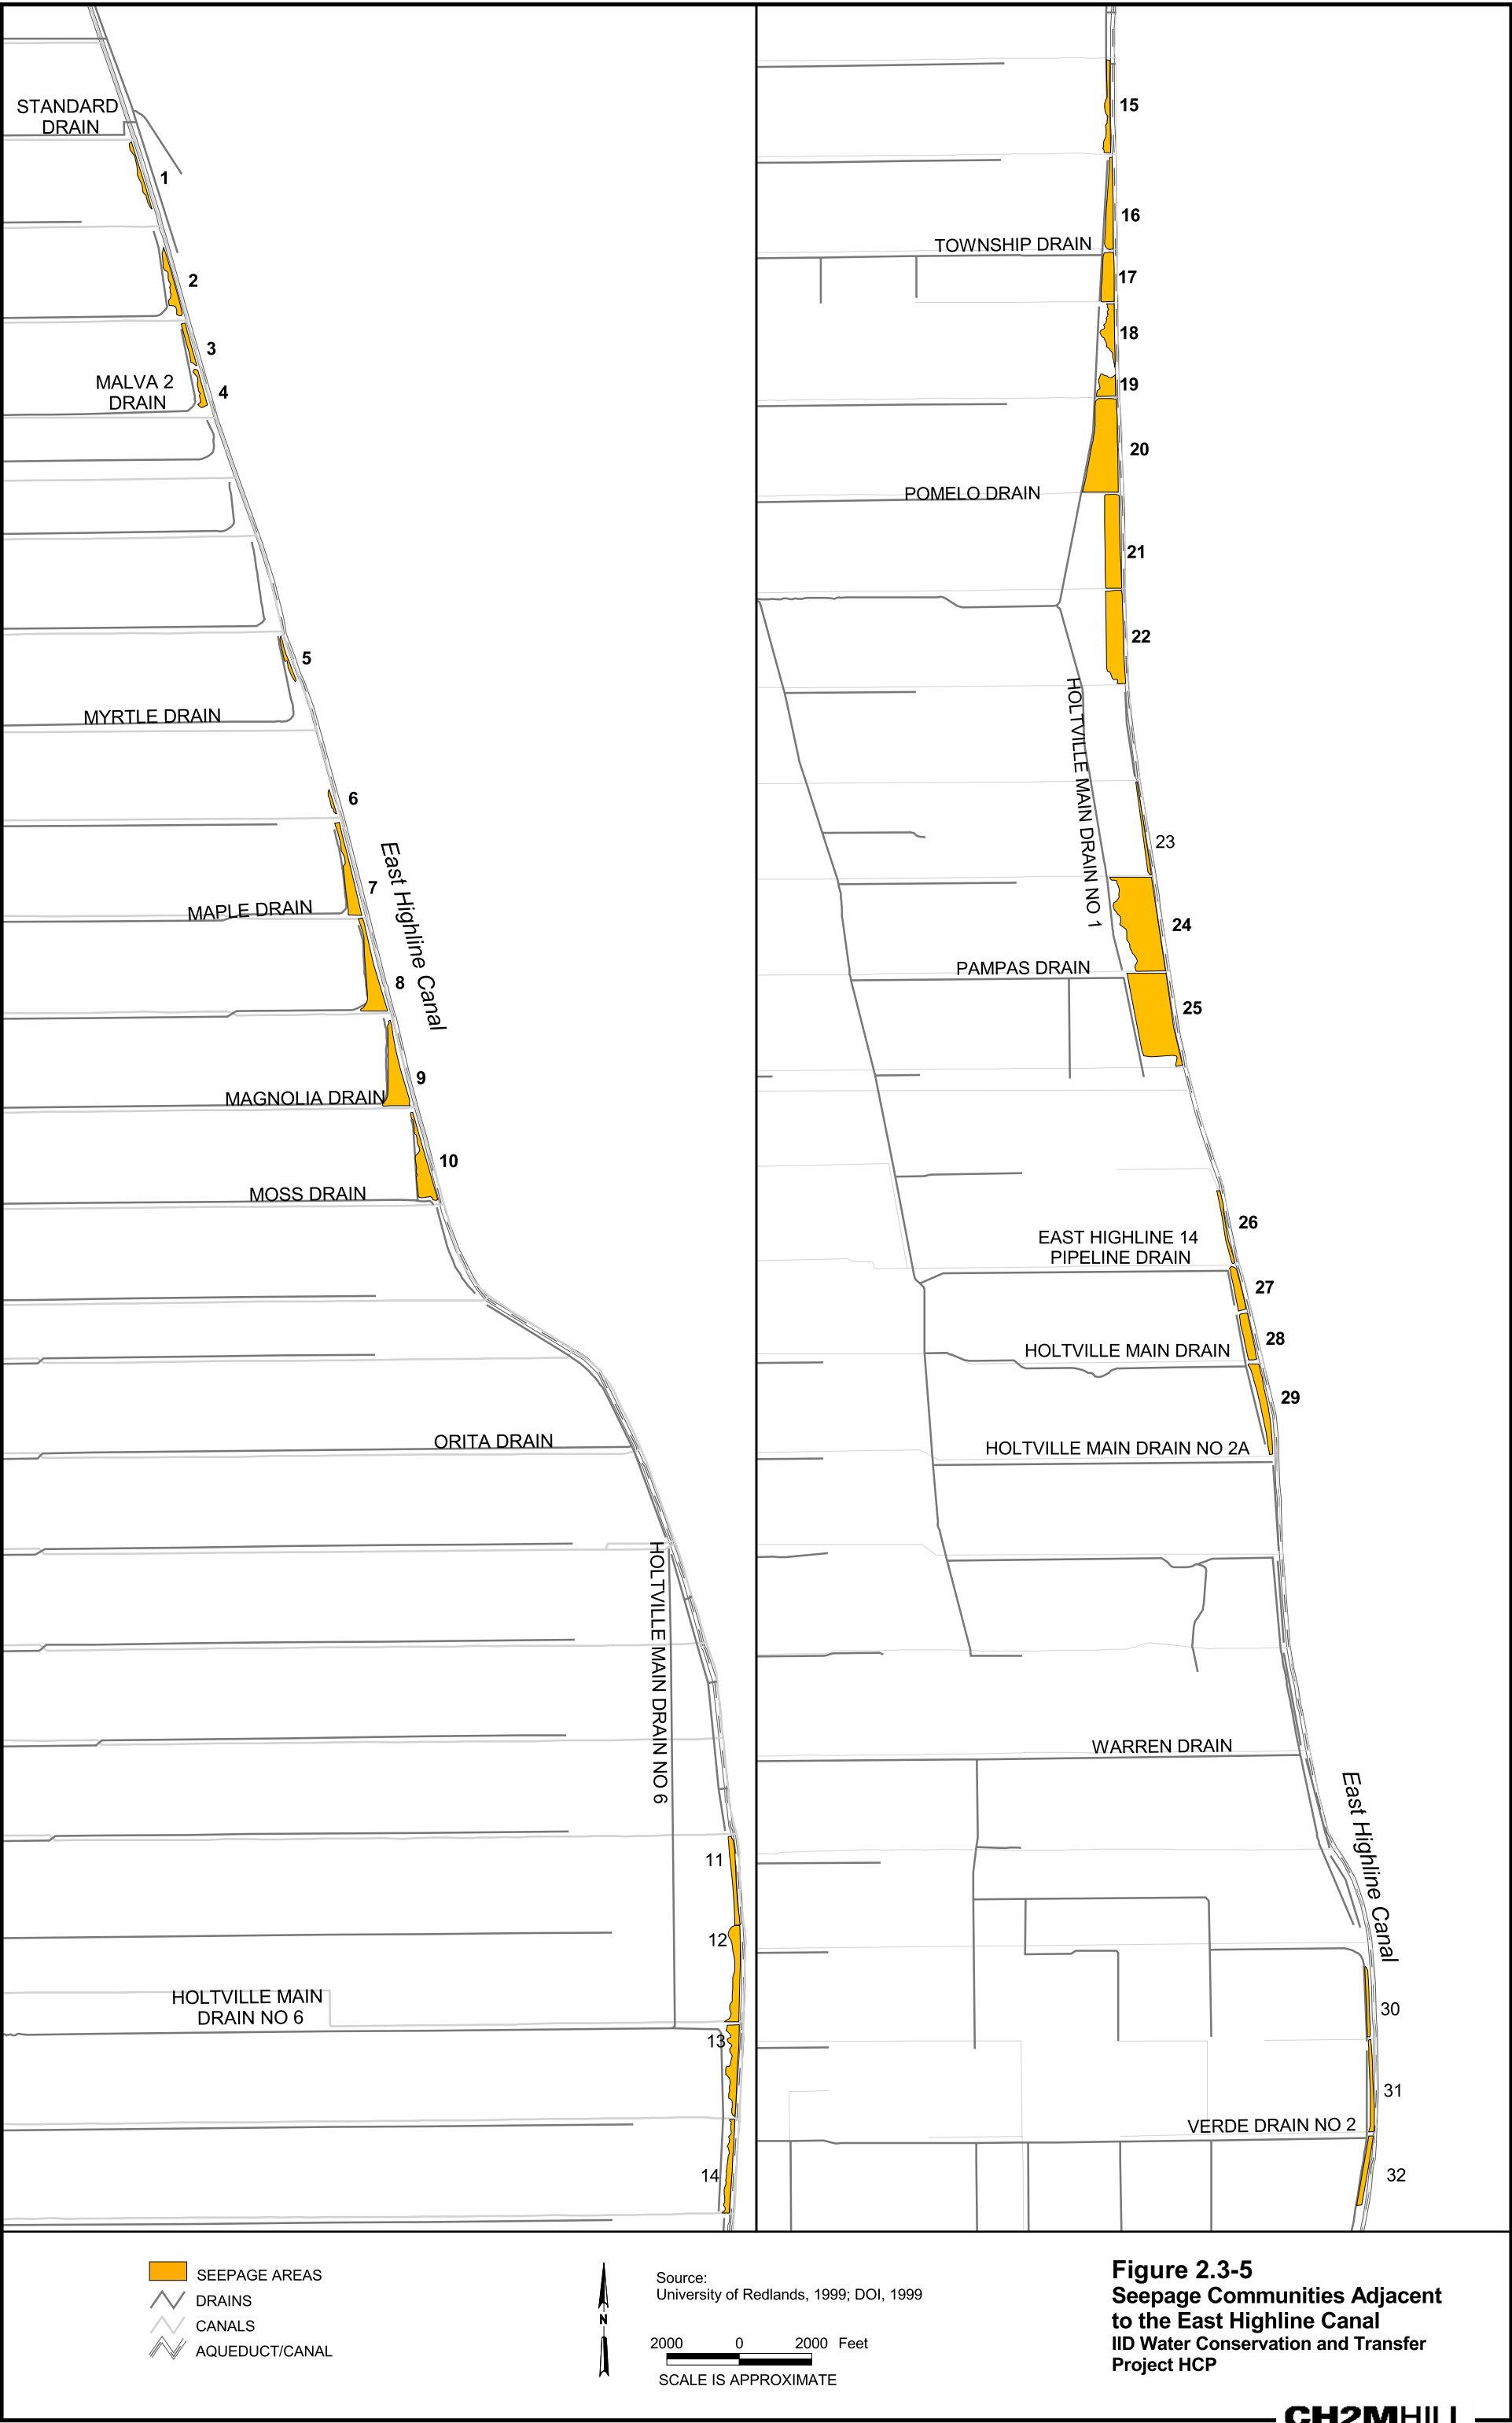 STANDARD
DRAIN
1
2
3
MALVA 2
DRAIN
4
5
MYRTLE DRAIN
6
East Highline Canal
7
MAPLE DRAIN
8
9
MAGNOLIA DRAIN
10
MOSS DRAIN
ORITA DRAIN
HOLTVILLE MAIN DRAIN NO 6
11
12
HOLTVILLE MAIN
DRAIN NO 6
13
14
15
16
TOWNSHIP DRAIN
17
18
19
20
POMELO DRAIN
21
22
HOLTVILLE MAIN DRAIN NO 1
23
24
PAMPAS DRAIN
25
26
EAST HIGHLINE 14
PIPELINE DRAIN
27
28
HOLTVILLE MAIN DRAIN
29
HOLTVILLE MAIN DRAIN NO 2A
WARREN DRAIN
East Highline Canal
30
31
VERDE DRAIN NO 2
32
SEEPAGE AREAS
DRAINS
CANALS
AQUEDUCT/CANAL
N
Source:
University of Redlands, 1999; DOI, 1999
2000 0 2000 Feet
SCALE IS APPROXIMATE
Figure 2.3-5
Seepage Communities Adjacent
to the East Highline Canal
IID Water Conservation and Transfer
Project HCP
CH2MHILL